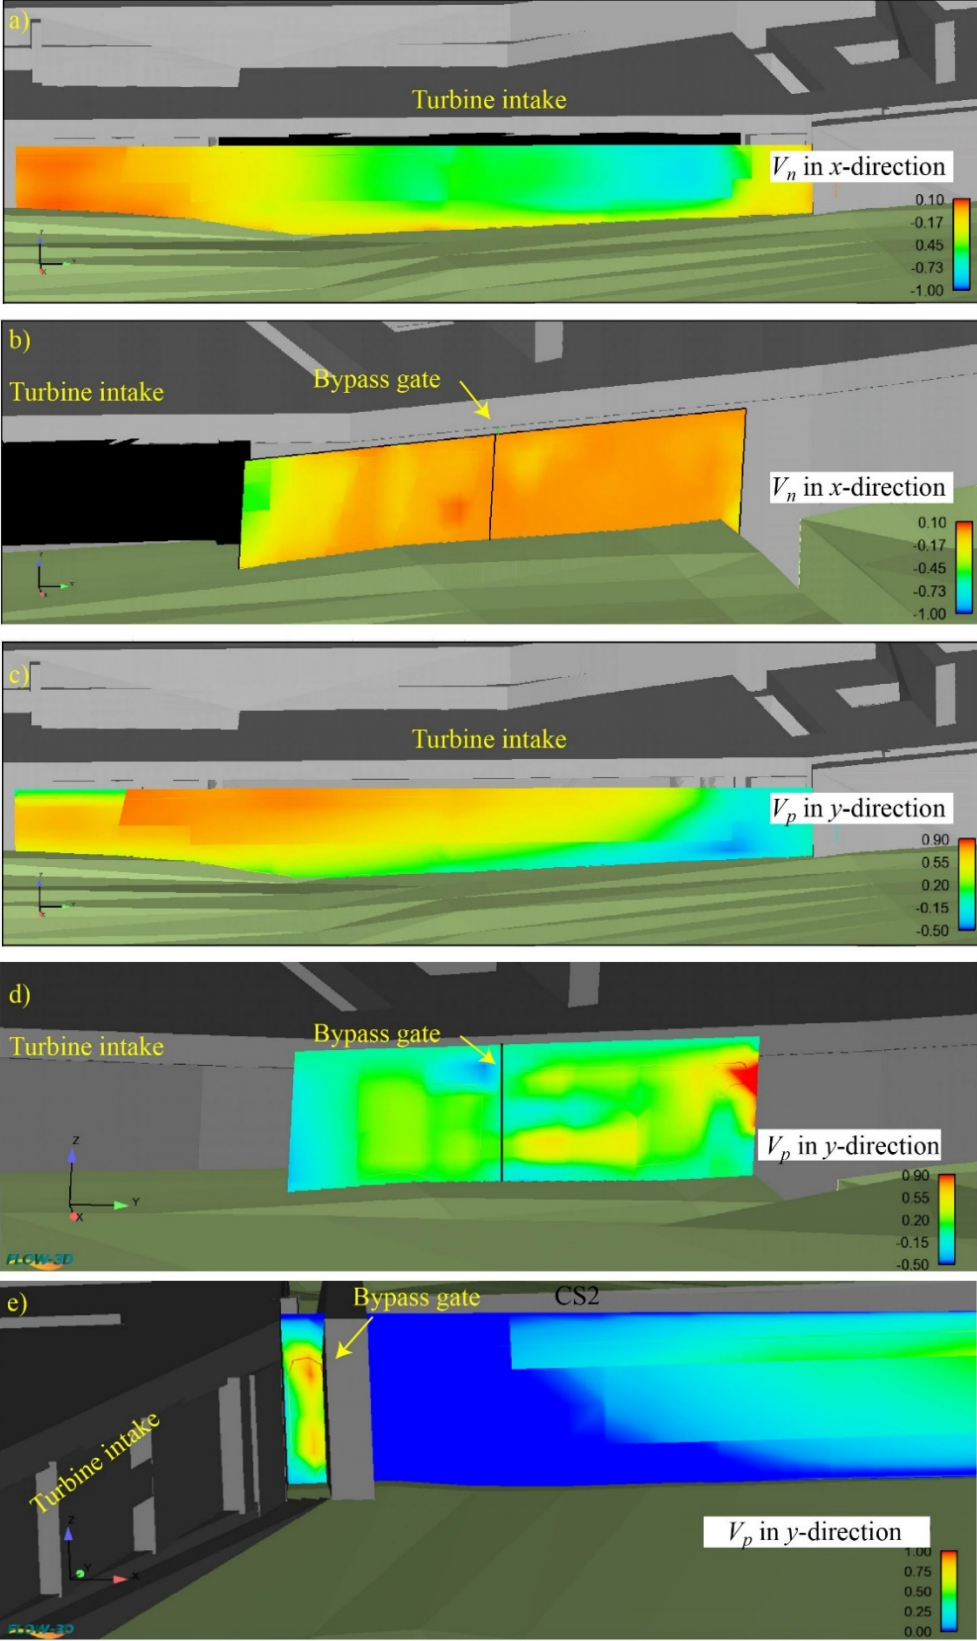 a)
Turbine intake
Vn in x-direction
0.10
-0.17
0.45
-0.73
-1.00
z
Y
X
b)
Bypass gate
Turbine intake
Vn in x-direction
0.10
-0.17
-0.45
-0.73
-1.00
z
Y
X
c)
Turbine intake
Vp in y-direction
0.90
0.55
0.20
-0.15
-0.50
z
Y
X
d)
Bypass gate
Turbine intake
Z
Y
X
Vp in y-direction
0.90
0.55
0.20
-0.15
-0.50
FLOW-3D
e)
Bypass gate
CS2
Turbine intake
Z
Y
X
Vp in y-direction
1.00
0.75
0.50
0.25
0.00
FLOW-3D